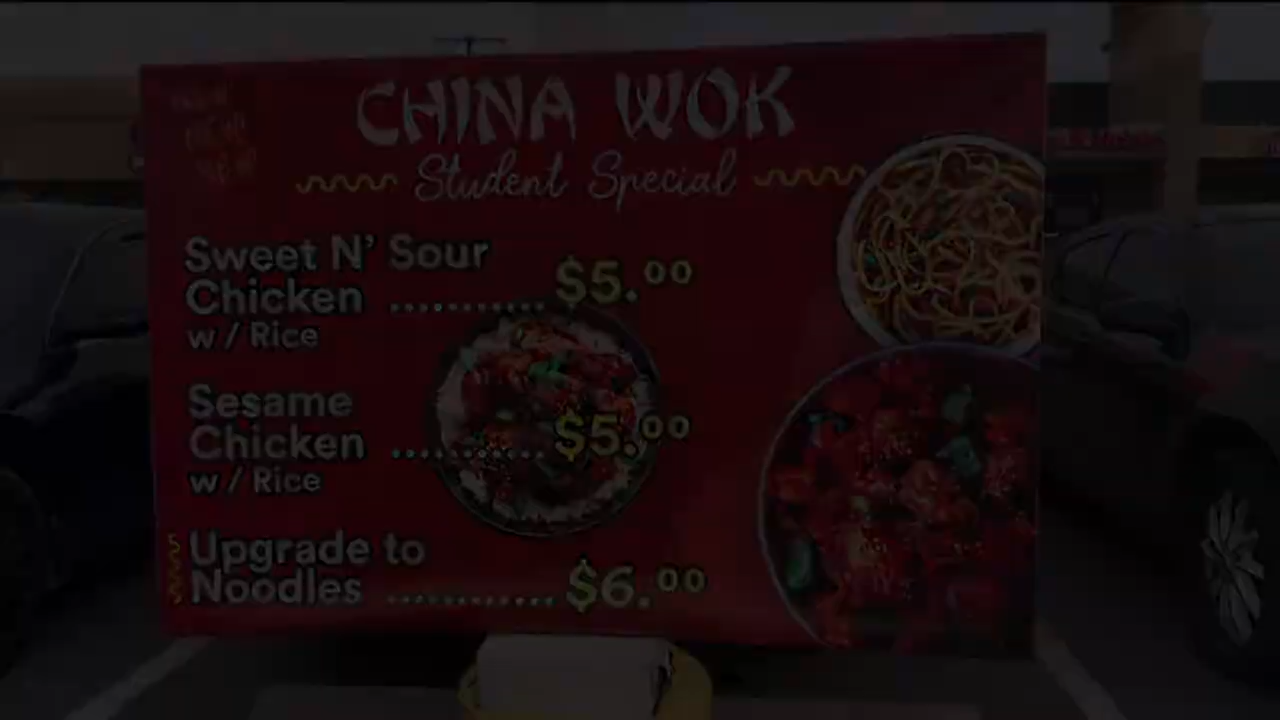 CHINA WOK
Student Special
Sweet N' Sour
Chicken ........... $5.00
w / Rice
Sesame
Chicken ........... $5.00
w / Rice
Upgrade to
Noodles ............ $6.00